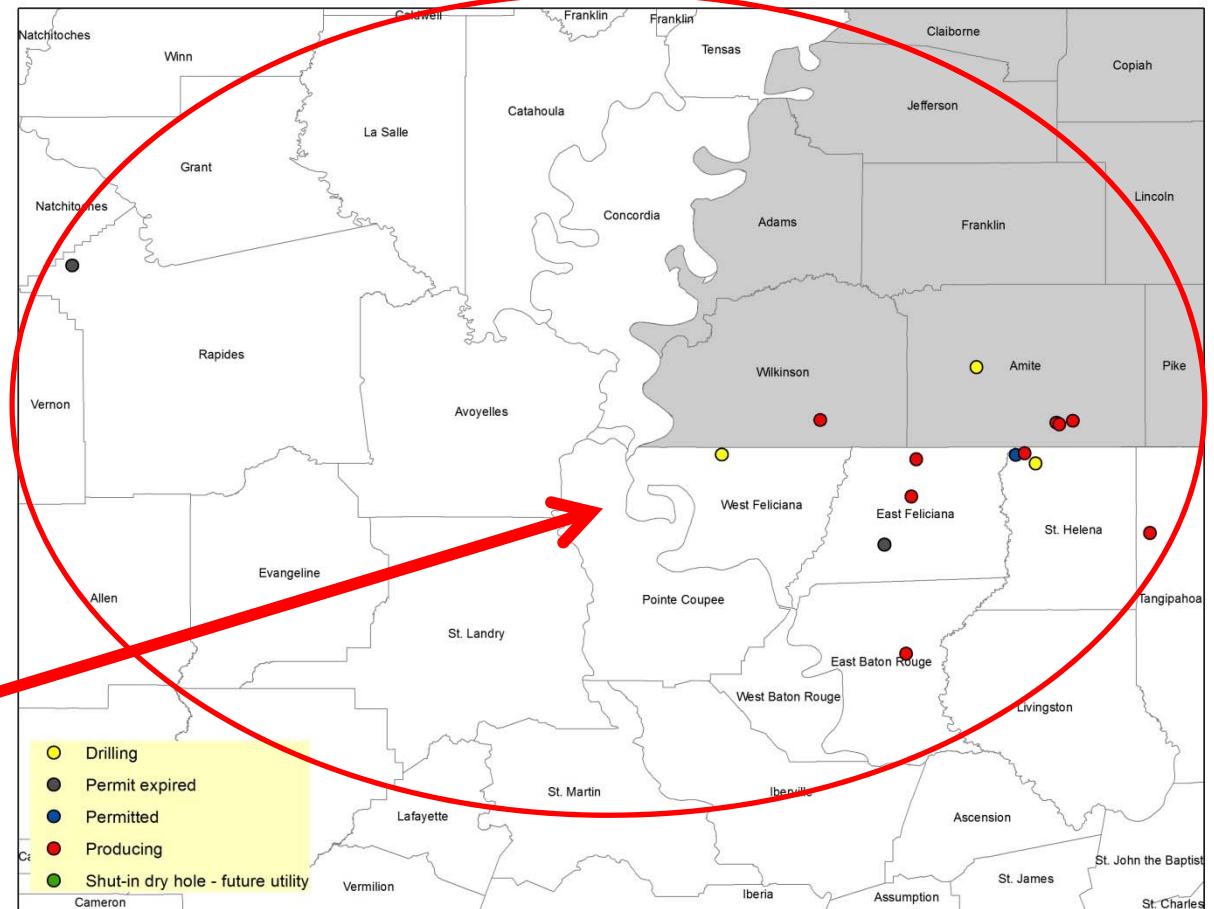 Caldwell
Franklin
Franklin
Natchitoches
Winn
Tensas
Claiborne
Copiah
Catahoula
Jefferson
La Salle
Grant
Natchitoches
Lincoln
Concordia
Adams
Franklin
Rapides
Wilkinson
Amite
Pike
Vernon
Avoyelles
West Feliciana
East Feliciana
St. Helena
Evangeline
Allen
Pointe Coupee
Tangipahoa
St. Landry
East Baton Rouge
West Baton Rouge
Livingston
Drilling
Permit expired
Permitted
Producing
Shut-in dry hole - future utility
St. Martin
Iberville
Lafayette
Ascension
St. John the Baptist
St. James
Vermilion
Iberia
Assumption
Cameron
St. Charles